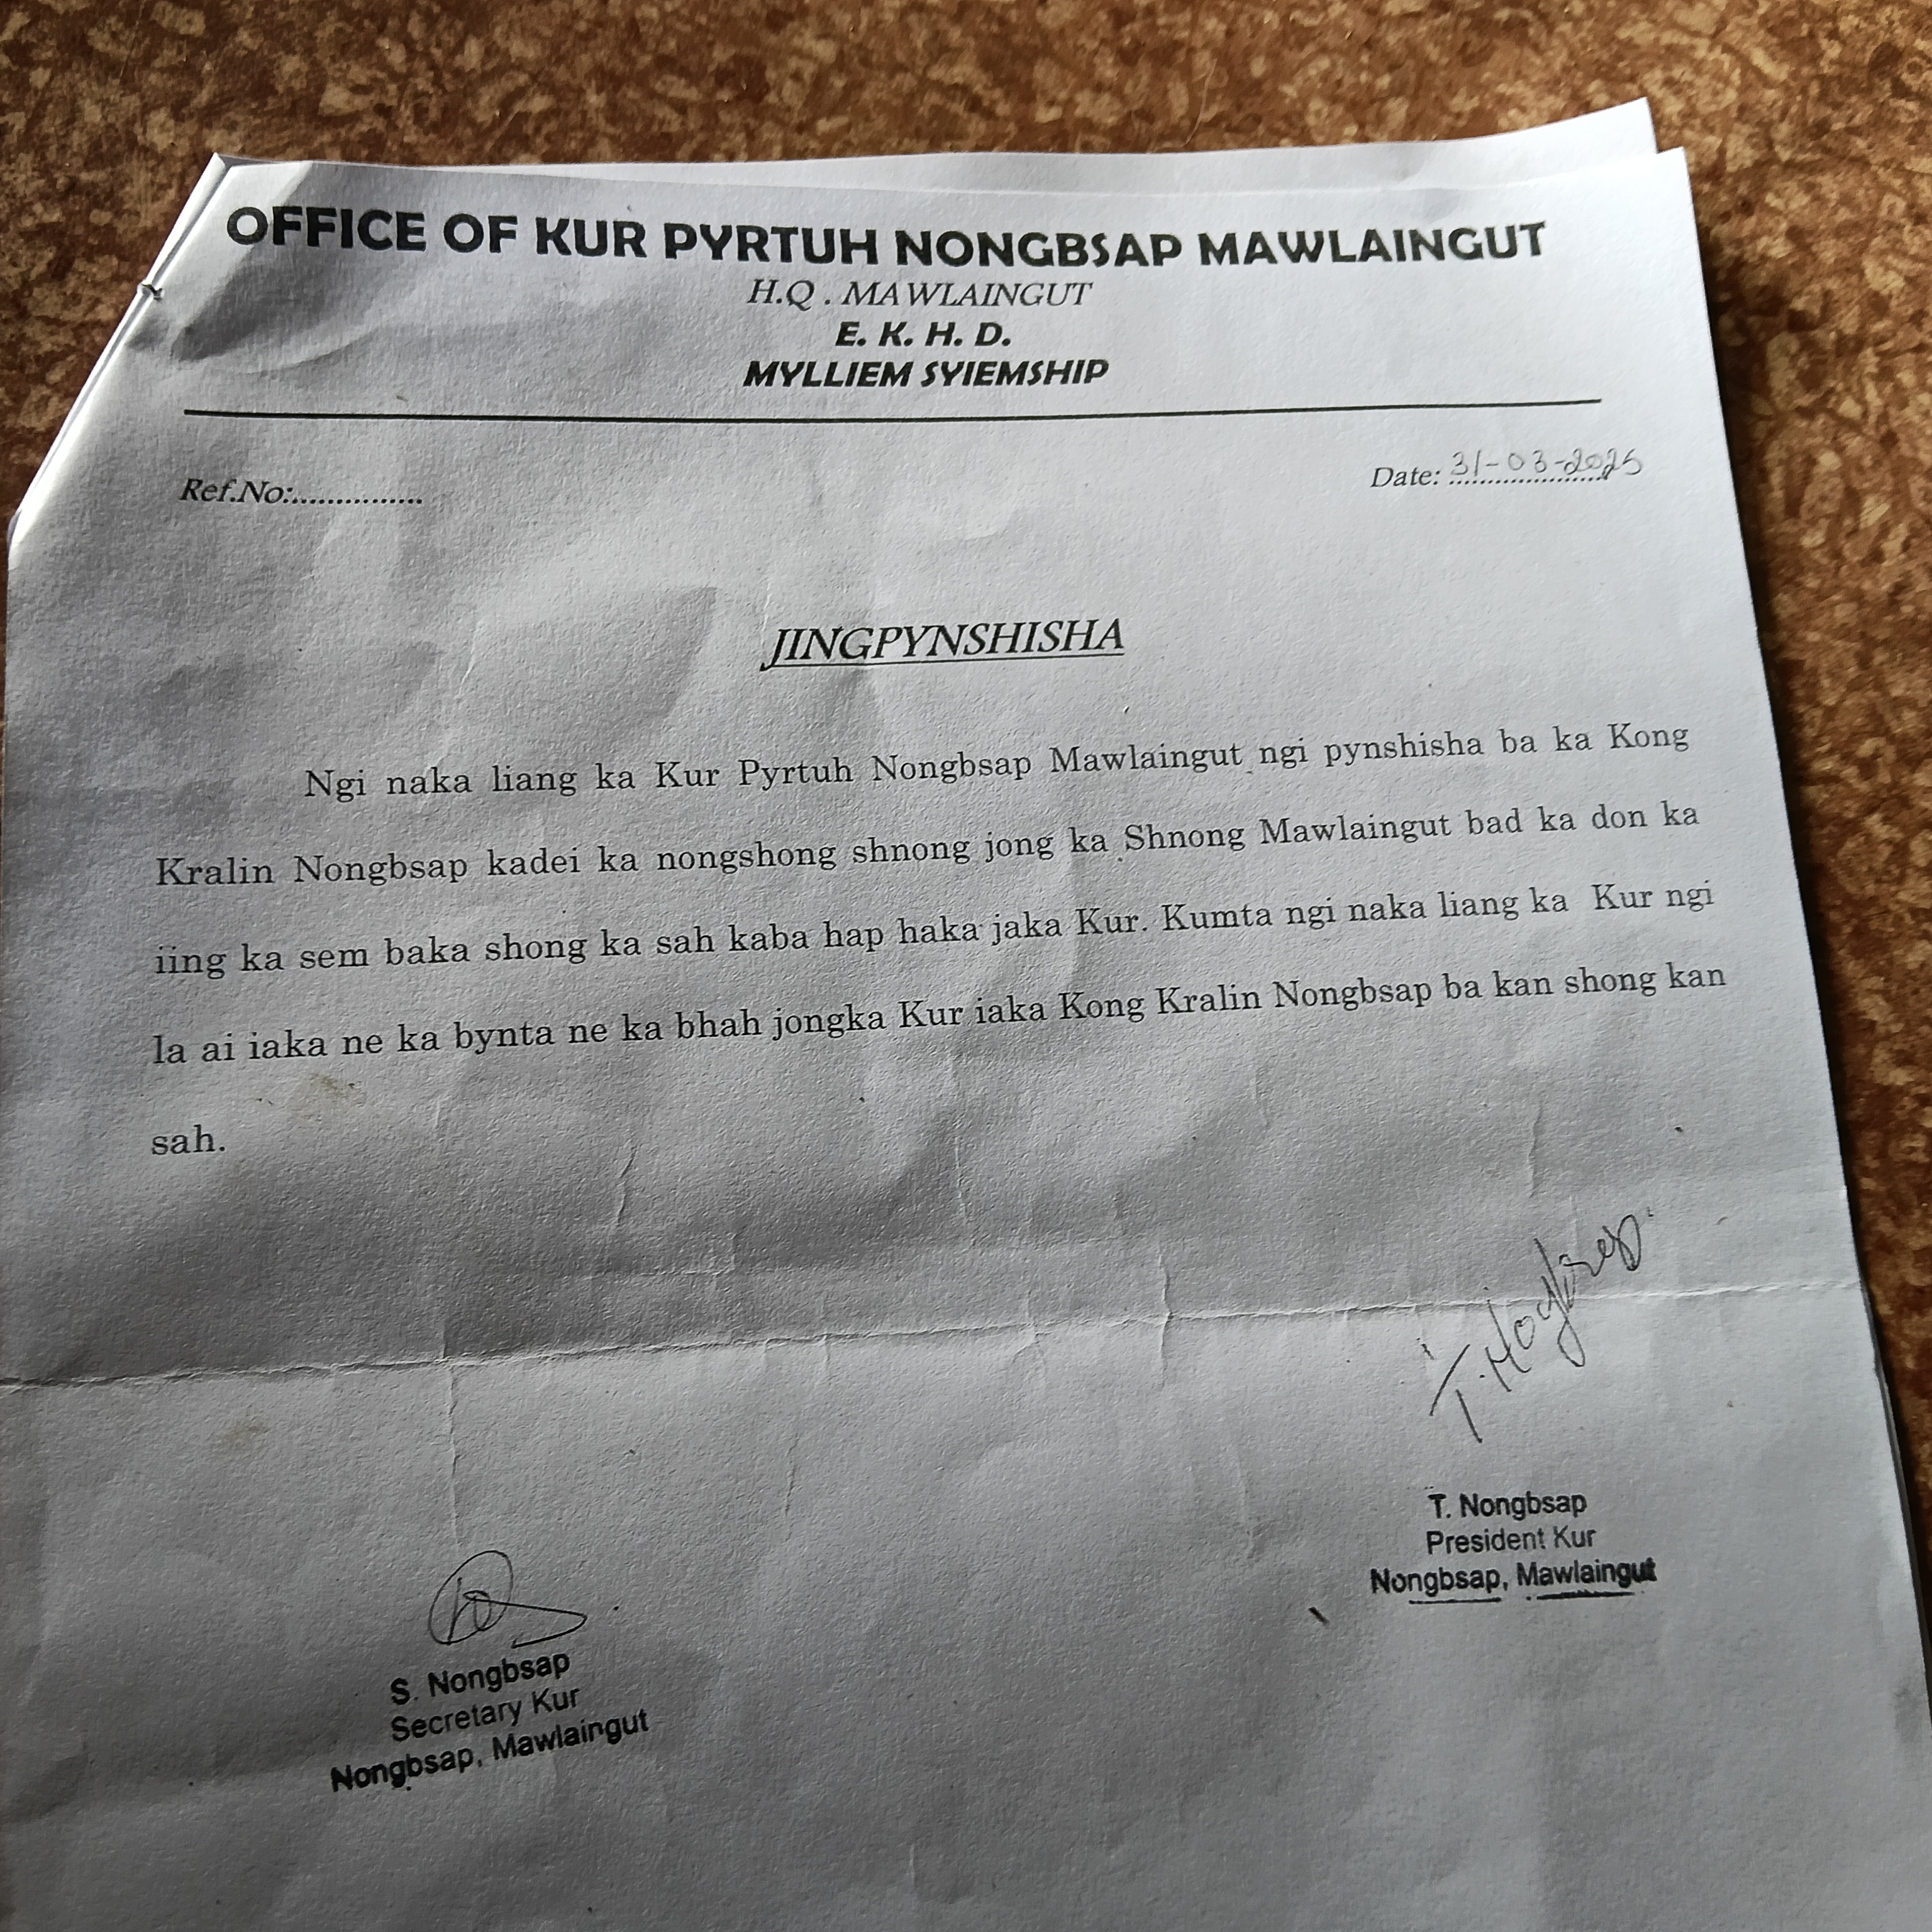 OFFICE OF KUR PYRTUH NONGBSAP MAWLAINGUT
H.Q . MAWLAINGUT
E. K. H. D.
MYLLIEM SYIEMSHIP
Ref.No:............... Date: 31-03-2025
JINGPYNSHISHA
Ngi naka liang ka Kur Pyrtuh Nongbsap Mawlaingut ngi pynshisha ba ka Kong
Kralin Nongbsap kadei ka nongshong shnong jong ka Shnong Mawlaingut bad ka don ka
iing ka sem baka shong ka sah kaba hap haka jaka Kur. Kumta ngi naka liang ka Kur ngi
la ai iaka ne ka bynta ne ka bhah jongka Kur iaka Kong Kralin Nongbsap ba kan shong kan
sah.
T. Nongbsap
President Kur
Nongbsap, Mawlaingut
S. Nongbsap
Secretary Kur
Nongbsap, Mawlaingut